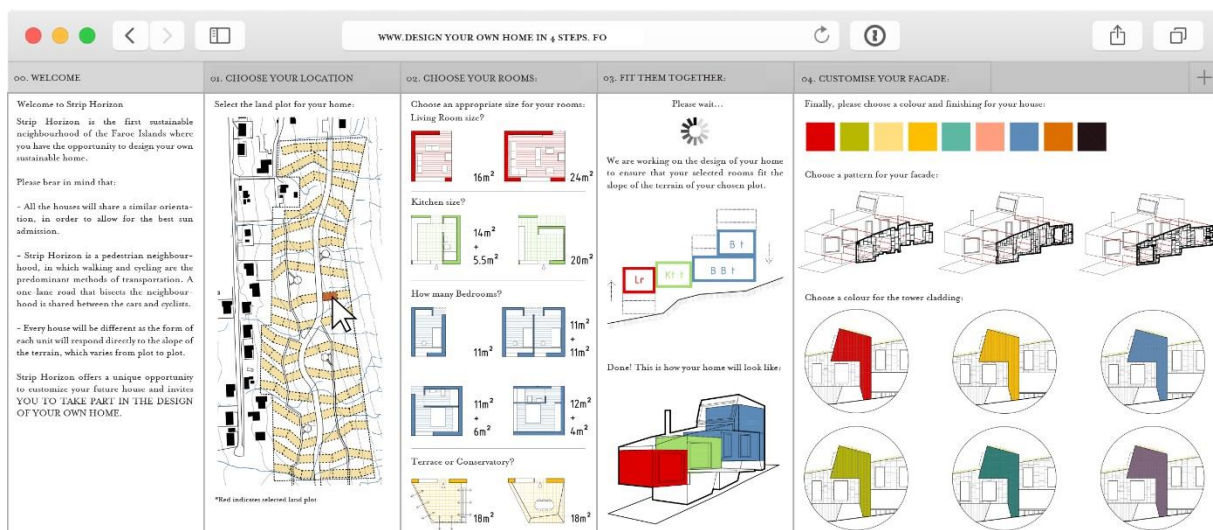 WWW.DESIGN YOUR OWN HOME IN 4 STEPS. FO
00. WELCOME
01. CHOOSE YOUR LOCATION
02. CHOOSE YOUR ROOMS:
03. FIT THEM TOGETHER:
04. CUSTOMISE YOUR FACADE:
Welcome to Strip Horizon
Strip Horizon is the first sustainable
neighbourhood of the Faroe Islands where
you have the opportunity to design your own
sustainable home.
Please bear in mind that:
- All the houses will share a similar orienta-
tion, in order to allow for the best sun
admission.
- Strip Horizon is a pedestrian neighbour-
hood, in which walking and cycling are the
predominant methods of transportation. A
one-lane road that bisects the neighbour-
hood is shared between the cars and cyclists.
- Every house will be different as the form of
each unit will respond directly to the slope of
the terrain, which varies from plot to plot.
Strip Horizon offers a unique opportunity
to customize your future house and invites
YOU TO TAKE PART IN THE DESIGN
OF YOUR OWN HOME.
Select the land plot for your home:
*Red indicates selected land plot
Choose an appropriate size for your rooms:
Living Room size?
16m²
24m²
Kitchen size?
14m²
+
5.5m²
20m²
How many Bedrooms?
11m²
11m²
+
11m²
11m²
+
6m²
12m²
+
4m²
Terrace or Conservatory?
18m²
18m²
Please wait...
We are working on the design of your home
to ensure that your selected rooms fit the
slope of the terrain of your chosen plot.
B t
Lr
Kt t
B B t
Done! This is how your home will look like:
Finally, please choose a colour and finishing for your house:
Choose a pattern for your facade:
Choose a colour for the tower cladding: